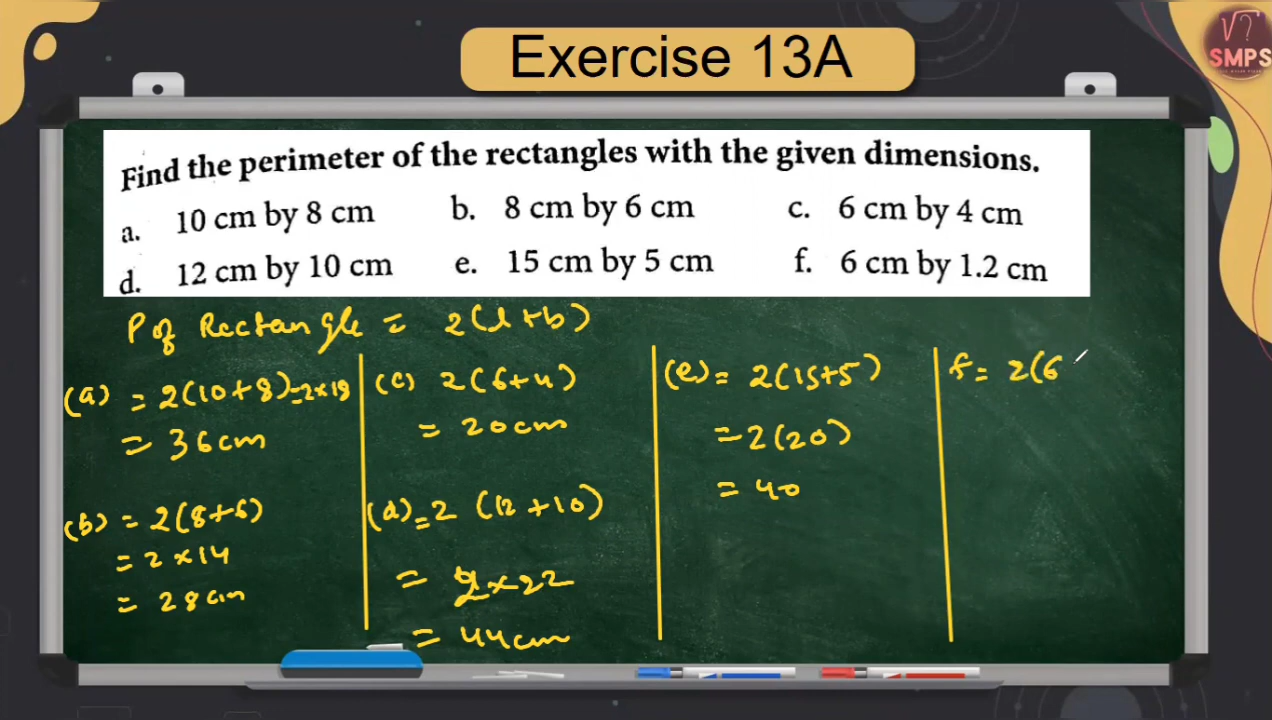 Exercise 13A
√?
SMPS
Find the perimeter of the rectangles with the given dimensions.
a. 10 cm by 8 cm b. 8 cm by 6 cm c. 6 cm by 4 cm
d. 12 cm by 10 cm e. 15 cm by 5 cm f. 6 cm by 1.2 cm
P of Rectangle = 2(l+b)
(a) = 2(10+8)=2×18
= 36cm
(b) = 2(8+6)
= 2 × 14
= 28cm
(c) 2(6+4)
= 20cm
(d) = 2 (12+10)
= 2×22
= 44cm
(e) = 2(15+5)
= 2(20)
= 40
f = 2(6